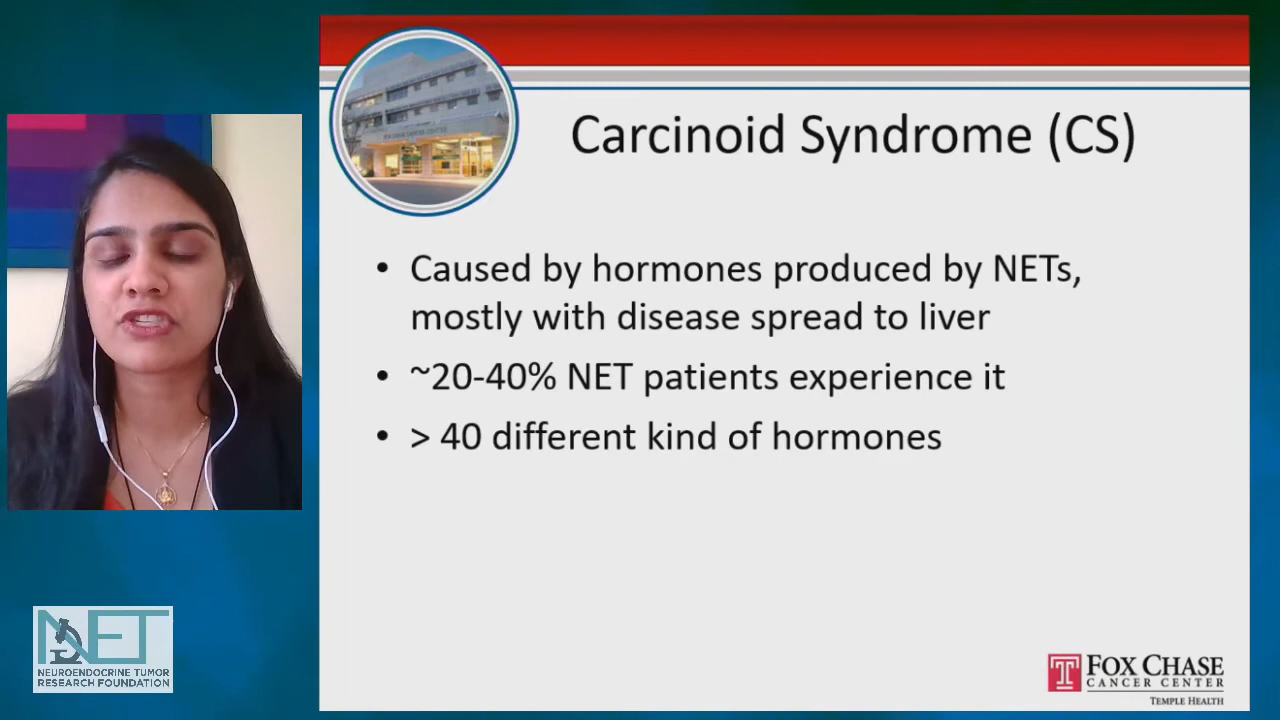 Carcinoid Syndrome (CS)
• Caused by hormones produced by NETs,
mostly with disease spread to liver
• ~20-40% NET patients experience it
• > 40 different kind of hormones
NET
NEUROENDOCRINE TUMOR
RESEARCH FOUNDATION
FOX CHASE
CANCER CENTER
TEMPLE HEALTH